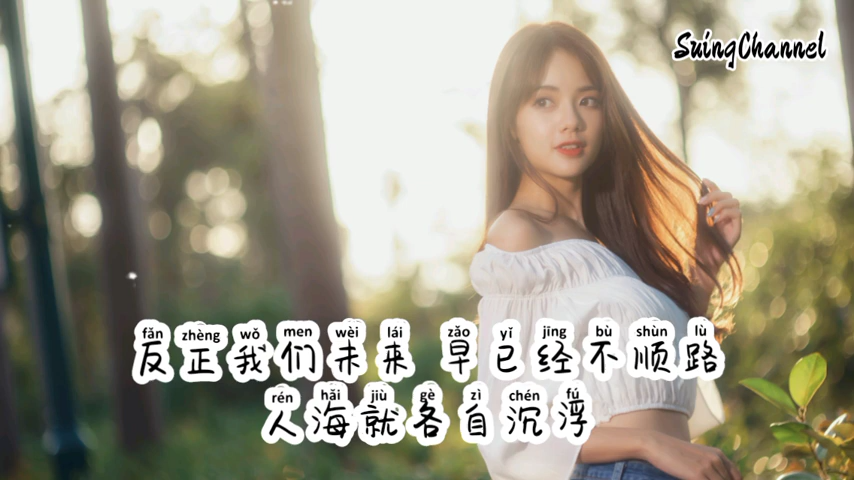 SuingChannel
fǎn zhèng wǒ men wèi lái zǎo yǐ jīng bù shùn lù
反正我们未来 早已经不顺路
rén hǎi jiù gè zì chén fú
人海就各自沉浮